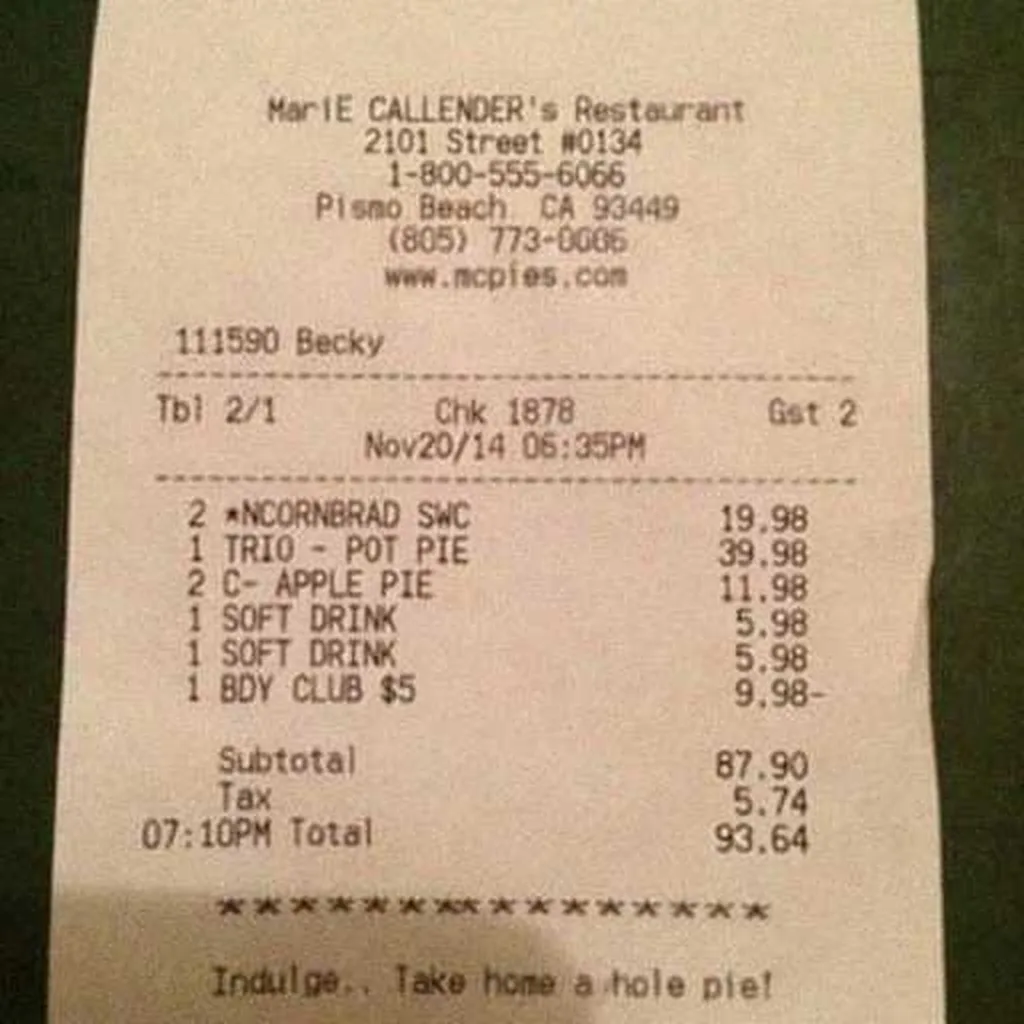 MariE CALLENDER's Restaurant
2101 Street #0134
1-800-555-6066
Pismo Beach CA 93449
(805) 773-0606
www.mcpies.com
111590 Becky
Tbl 2/1 Chk 1878 Gst 2
Nov20/14 06:35PM
2 *NCORNBRAD SWC 19.98
1 TRIO - POT PIE 39.98
2 C- APPLE PIE 11.98
1 SOFT DRINK 5.98
1 SOFT DRINK 5.98
1 BDY CLUB $5 9.98-
Subtotal 87.90
Tax 5.74
07:10PM Total 93.64
* * * * * * * * * * * * * * * *
Indulge.. Take home a hole pie!